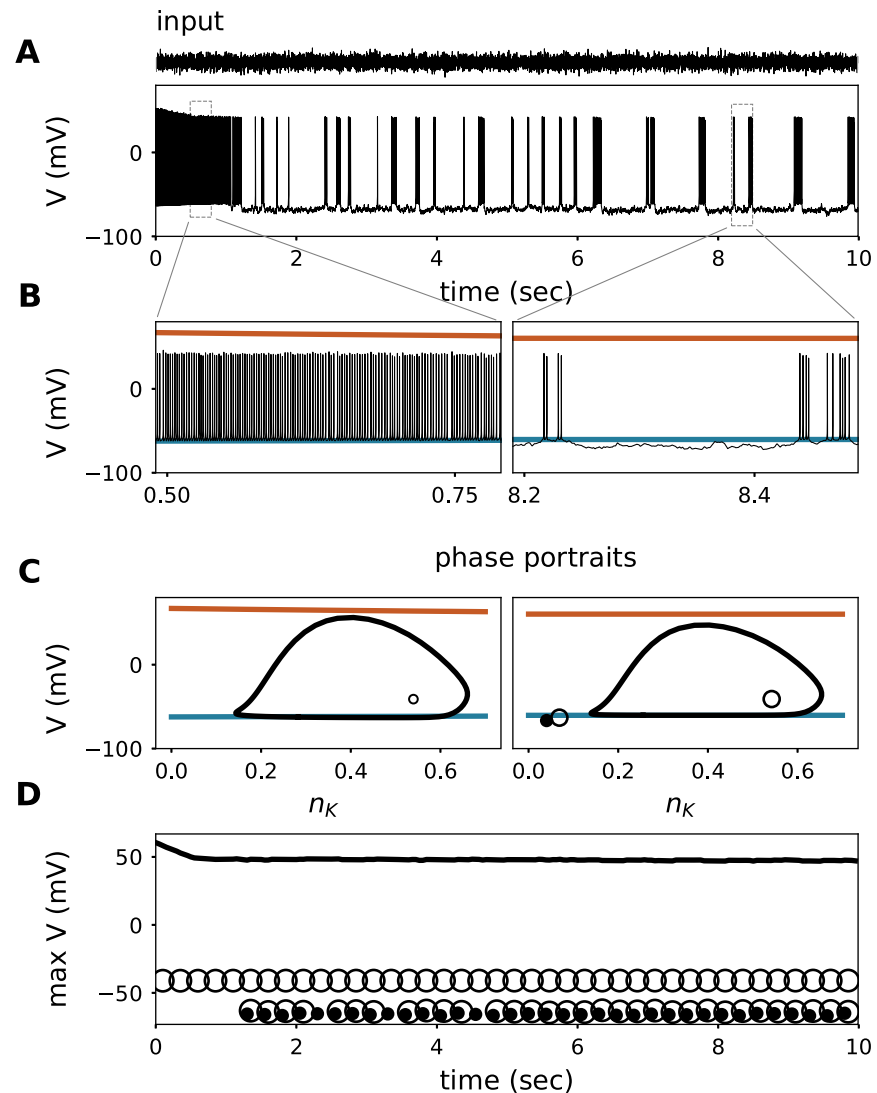 input
A
V (mV)
0
−100
0 2 4 6 8 10
time (sec)
B
V (mV)
0
−100
0.50 0.75 8.2 8.4
phase portraits
C
V (mV)
0
−100
0.0 0.2 0.4 0.6 0.0 0.2 0.4 0.6
n_K n_K
D
max V (mV)
50
0
−50
0 2 4 6 8 10
time (sec)